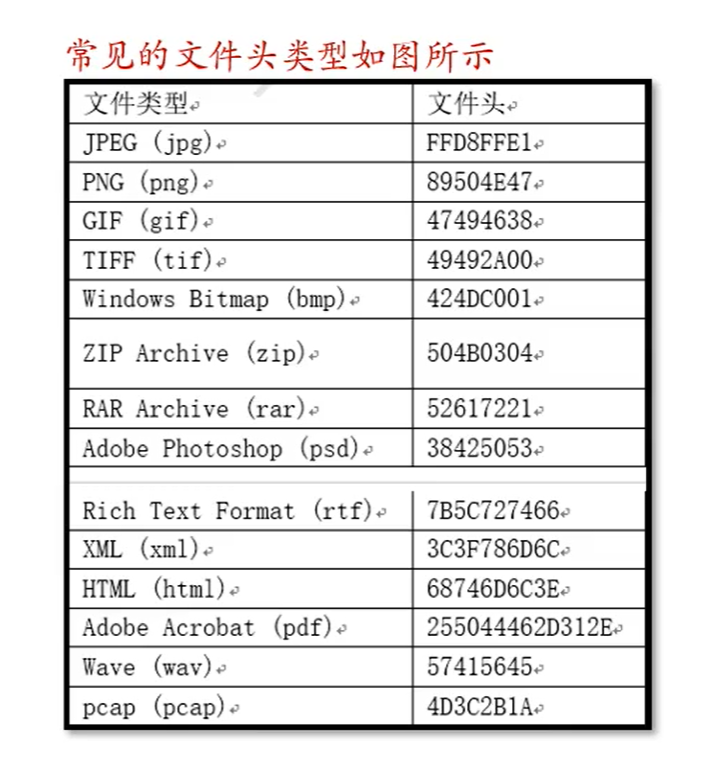 常见的文件头类型如图所示
文件类型 文件头
JPEG (jpg) FFD8FFE1
PNG (png) 89504E47
GIF (gif) 47494638
TIFF (tif) 49492A00
Windows Bitmap (bmp) 424DC001
ZIP Archive (zip) 504B0304
RAR Archive (rar) 52617221
Adobe Photoshop (psd) 38425053
Rich Text Format (rtf) 7B5C727466
XML (xml) 3C3F786D6C
HTML (html) 68746D6C3E
Adobe Acrobat (pdf) 255044462D312E
Wave (wav) 57415645
pcap (pcap) 4D3C2B1A